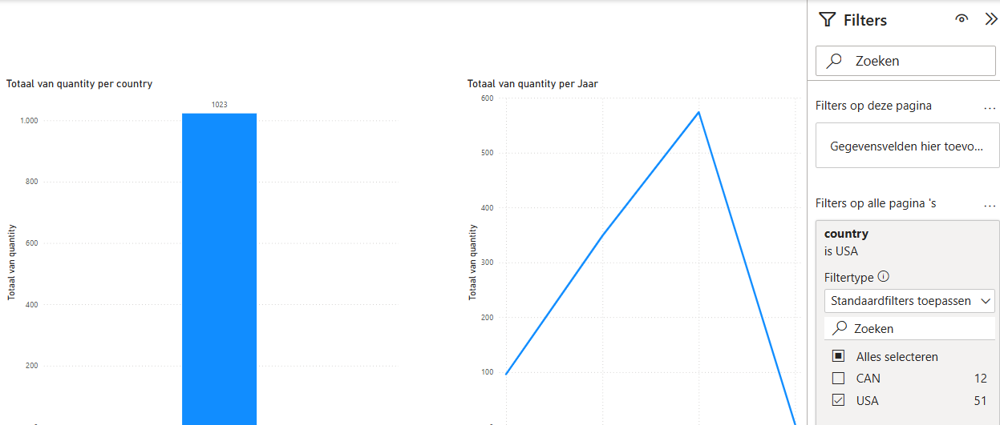 Totaal van quantity per country
1023
1.000
800
600
400
200
Totaal van quantity
Totaal van quantity per Jaar
600
500
400
300
200
100
Totaal van quantity
Filters
Zoeken
Filters op deze pagina ...
Gegevensvelden hier toevo...
Filters op alle pagina 's ...
country
is USA
Filtertype
Standaardfilters toepassen
Zoeken
Alles selecteren
CAN 12
USA 51